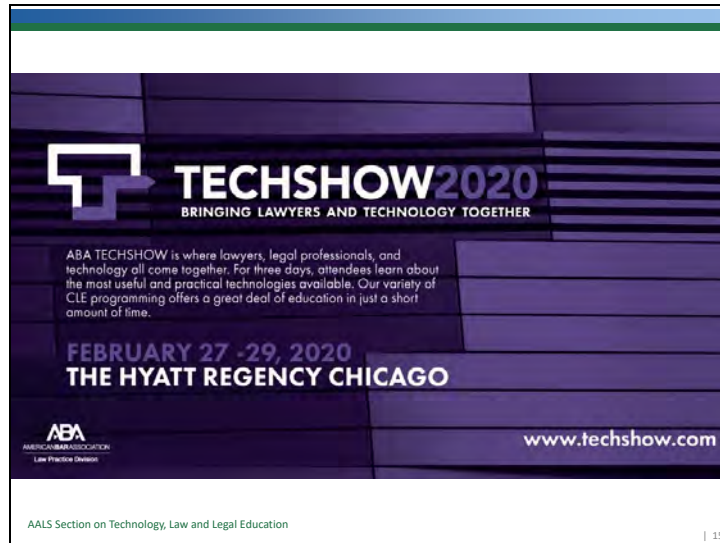 TECHSHOW2020
BRINGING LAWYERS AND TECHNOLOGY TOGETHER
ABA TECHSHOW is where lawyers, legal professionals, and
technology all come together. For three days, attendees learn about
the most useful and practical technologies available. Our variety of
CLE programming offers a great deal of education in just a short
amount of time.
FEBRUARY 27 -29, 2020
THE HYATT REGENCY CHICAGO
ABA
AMERICANBARASSOCIATION
Law Practice Division
www.techshow.com
AALS Section on Technology, Law and Legal Education
| 15